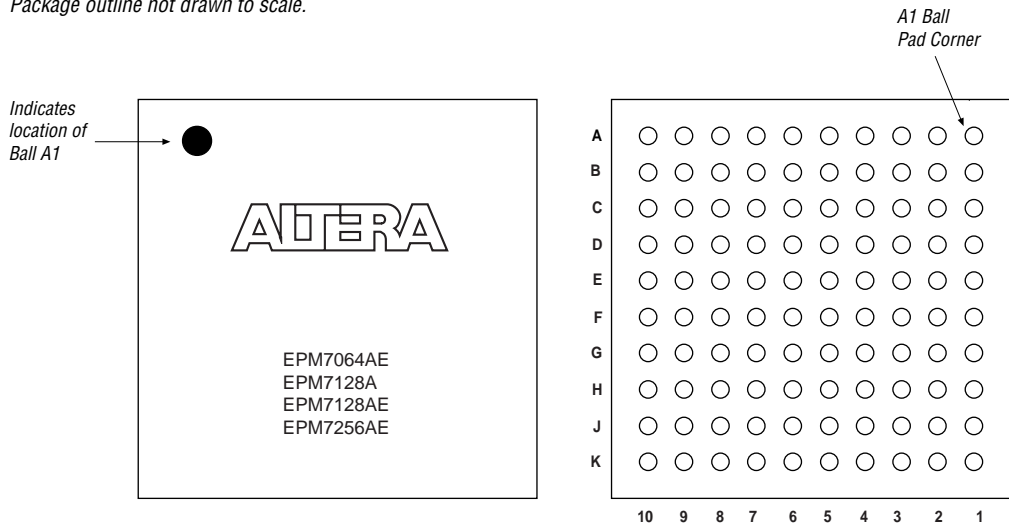 Package outline not drawn to scale.
A1 Ball
Pad Corner
Indicates
location of
Ball A1
ALTERA
EPM7064AE
EPM7128A
EPM7128AE
EPM7256AE
A
B
C
D
E
F
G
H
J
K
10 9 8 7 6 5 4 3 2 1